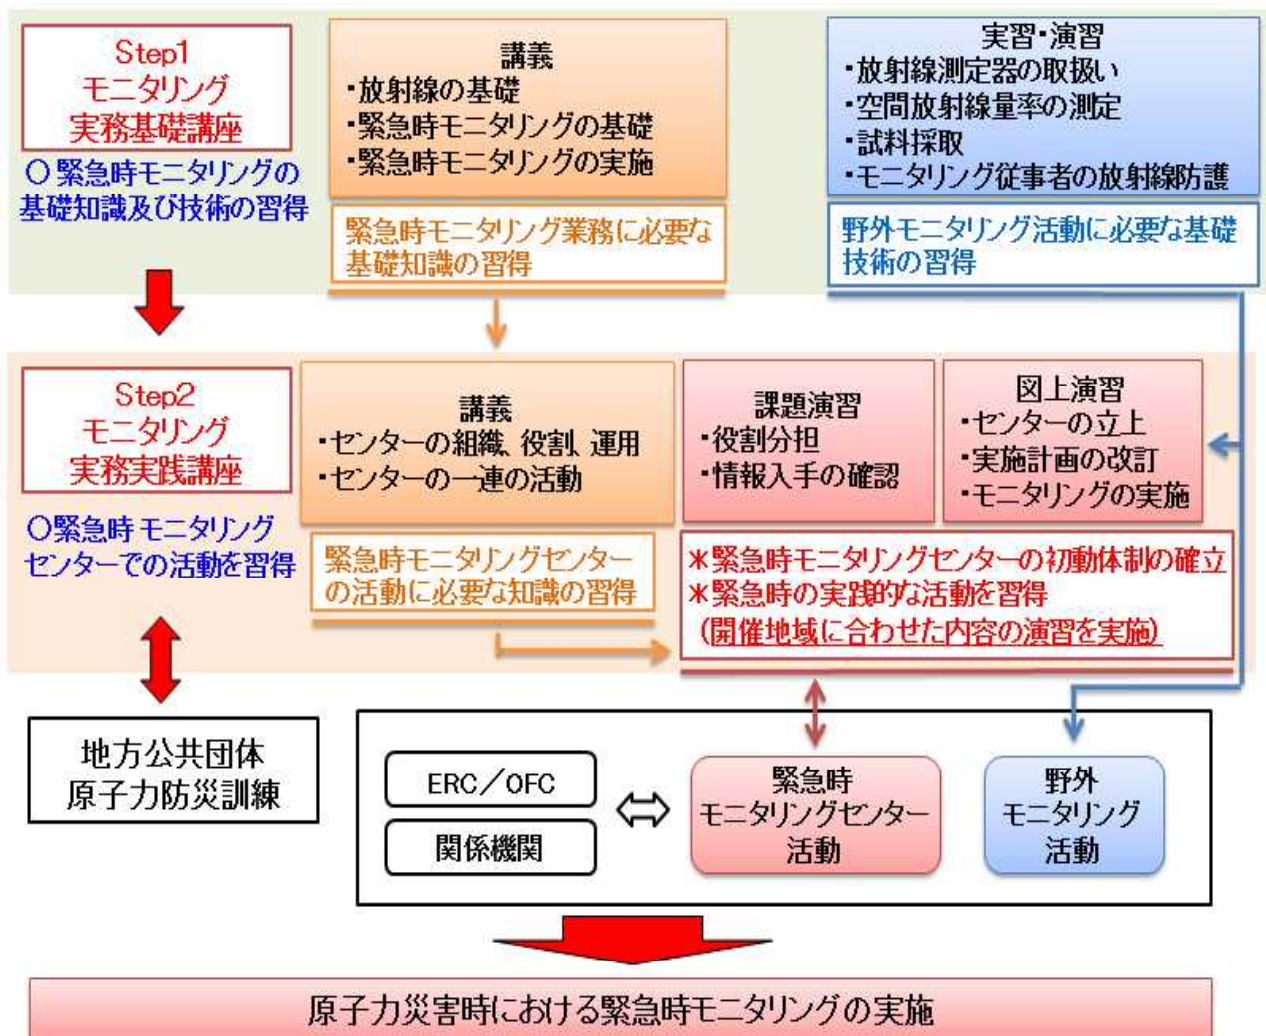 Step1
モニタリング
実務基礎講座
〇 緊急時モニタリングの
基礎知識及び技術の習得
講義
・放射線の基礎
・緊急時モニタリングの基礎
・緊急時モニタリングの実施
緊急時モニタリング業務に必要な
基礎知識の習得
実習・演習
・放射線測定器の取扱い
・空間放射線量率の測定
・試料採取
・モニタリング従事者の放射線防護
野外モニタリング活動に必要な基礎
技術の習得
Step2
モニタリング
実務実践講座
〇緊急時 モニタリング
センターでの活動を習得
講義
・センターの組織、役割、運用
・センターの一連の活動
緊急時モニタリングセンター
の活動に必要な知識の習得
課題演習
・役割分担
・情報入手の確認
図上演習
・センターの立上
・実施計画の改訂
・モニタリングの実施
＊緊急時モニタリングセンターの初動体制の確立
＊緊急時の実践的な活動を習得
（開催地域に合わせた内容の演習を実施）
地方公共団体
原子力防災訓練
ERC／OFC
関係機関
緊急時
モニタリングセンター
活動
野外
モニタリング
活動
原子力災害時における緊急時モニタリングの実施